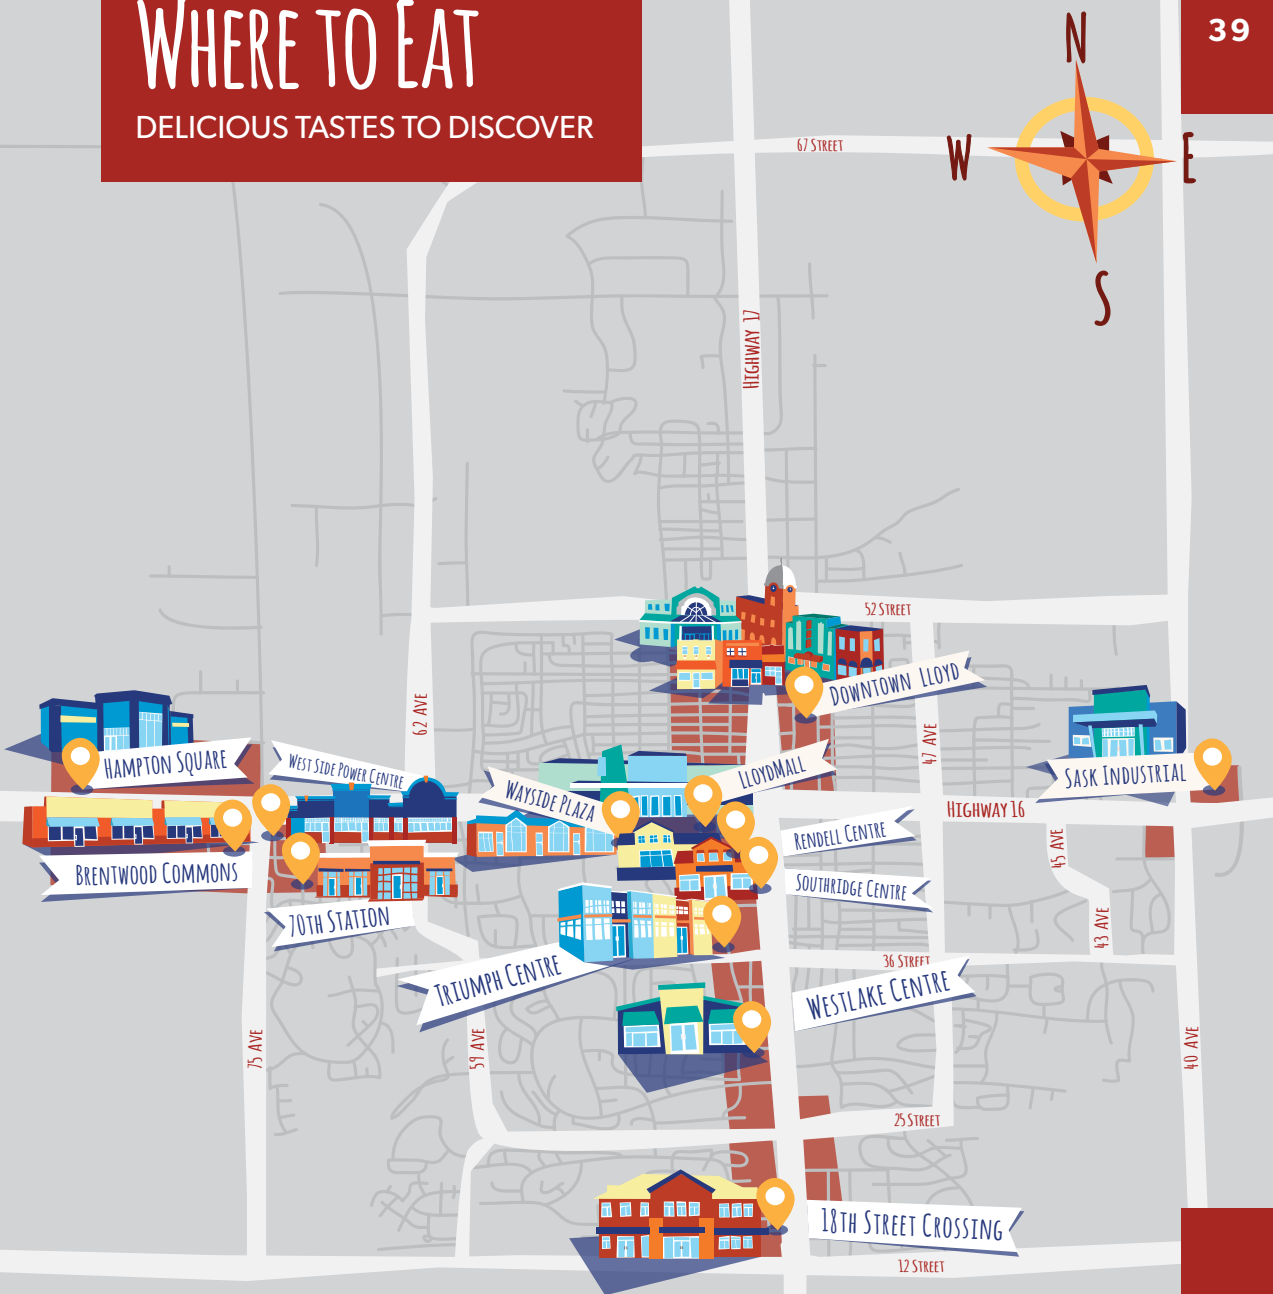 WHERE TO EAT
DELICIOUS TASTES TO DISCOVER
39
N
W
E
S
67 STREET
HIGHWAY 17
52 STREET
DOWNTOWN LLOYD
62 AVE
47 AVE
HAMPTON SQUARE
WEST SIDE POWER CENTRE
WAYSIDE PLAZA
LLOYDMALL
SASK INDUSTRIAL
HIGHWAY 16
RENDELL CENTRE
45 AVE
BRENTWOOD COMMONS
SOUTHRIDGE CENTRE
70TH STATION
43 AVE
36 STREET
TRIUMPH CENTRE
WESTLAKE CENTRE
75 AVE
59 AVE
40 AVE
25 STREET
18TH STREET CROSSING
12 STREET